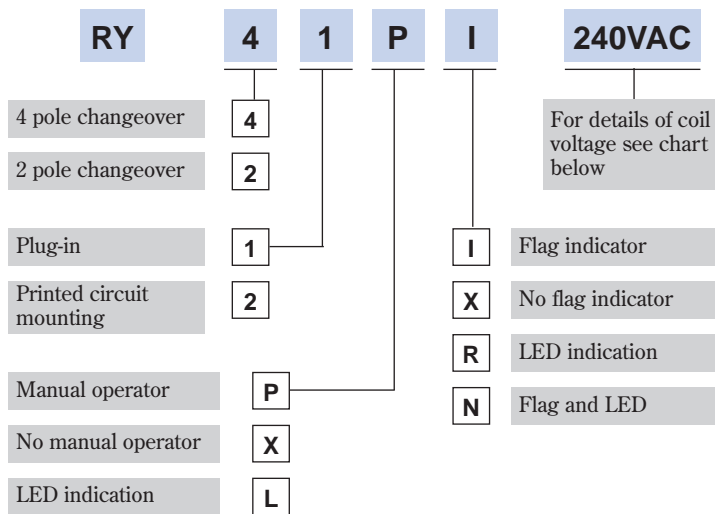 RY 4 1 P I 240VAC
4 pole changeover 4
2 pole changeover 2
For details of coil
voltage see chart
below
Plug-in 1
Printed circuit
mounting 2
Manual operator P
No manual operator X
LED indication L
I Flag indicator
X No flag indicator
R LED indication
N Flag and LED